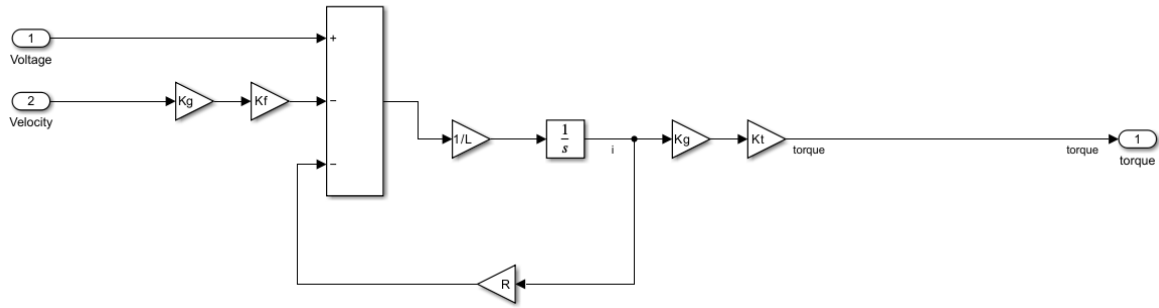 1
Voltage
+
2
Velocity
Kg
Kf
−
−
1/L
1
s
i
Kg
Kt
torque
torque
1
torque
R